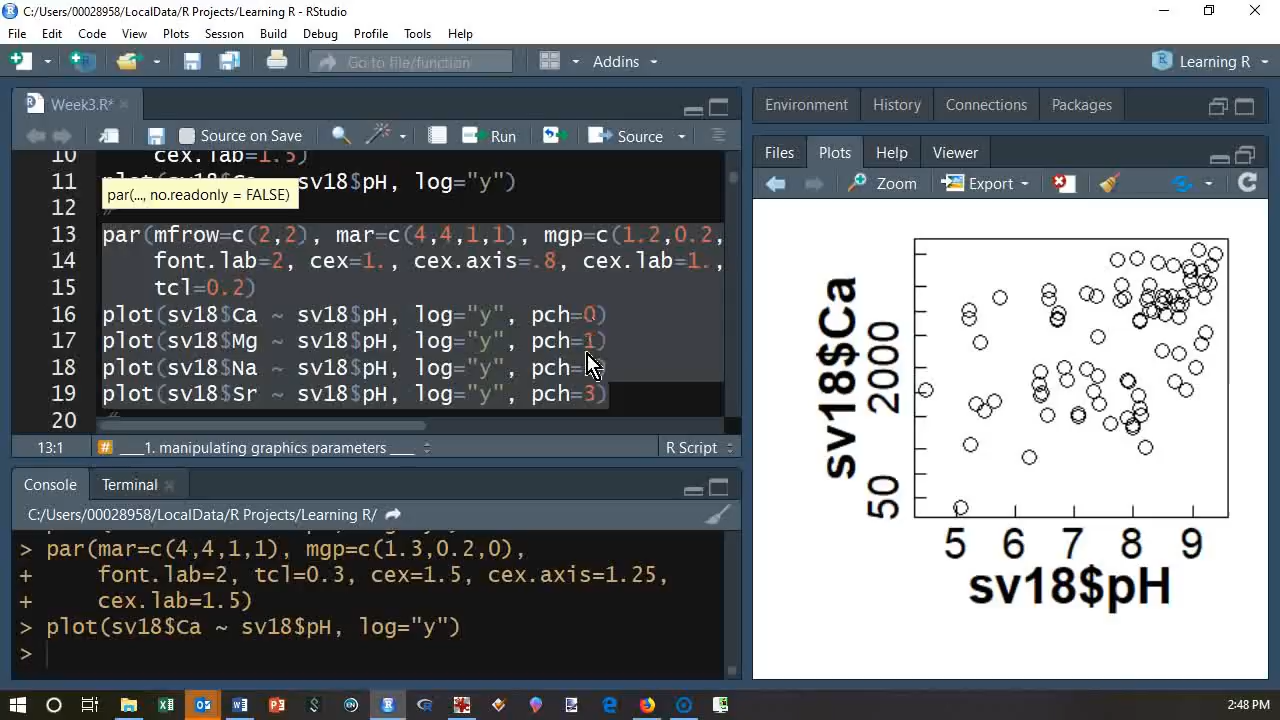 C:/Users/00028958/LocalData/R Projects/Learning R - RStudio
File Edit Code View Plots Session Build Debug Profile Tools Help
Go to file/function Addins Learning R
Week3.R*
Source on Save Run Source
10 cex.lab=1.5)
11 sv18$pH, log="y")
par(..., no.readonly = FALSE)
12
13 par(mfrow=c(2,2), mar=c(4,4,1,1), mgp=c(1.2,0.2,
14 font.lab=2, cex=1., cex.axis=.8, cex.lab=1.,
15 tcl=0.2)
16 plot(sv18$Ca ~ sv18$pH, log="y", pch=0)
17 plot(sv18$Mg ~ sv18$pH, log="y", pch=1)
18 plot(sv18$Na ~ sv18$pH, log="y", pch=
19 plot(sv18$Sr ~ sv18$pH, log="y", pch=3)
20 #
13:1 # ____1. manipulating graphics parameters ____ R Script
Console Terminal
C:/Users/00028958/LocalData/R Projects/Learning R/
> par(mar=c(4,4,1,1), mgp=c(1.3,0.2,0),
+ font.lab=2, tcl=0.3, cex=1.5, cex.axis=1.25,
+ cex.lab=1.5)
> plot(sv18$Ca ~ sv18$pH, log="y")
>
Environment History Connections Packages
Files Plots Help Viewer
Zoom Export
sv18$Ca
50 2000
5 6 7 8 9
sv18$pH
2:48 PM